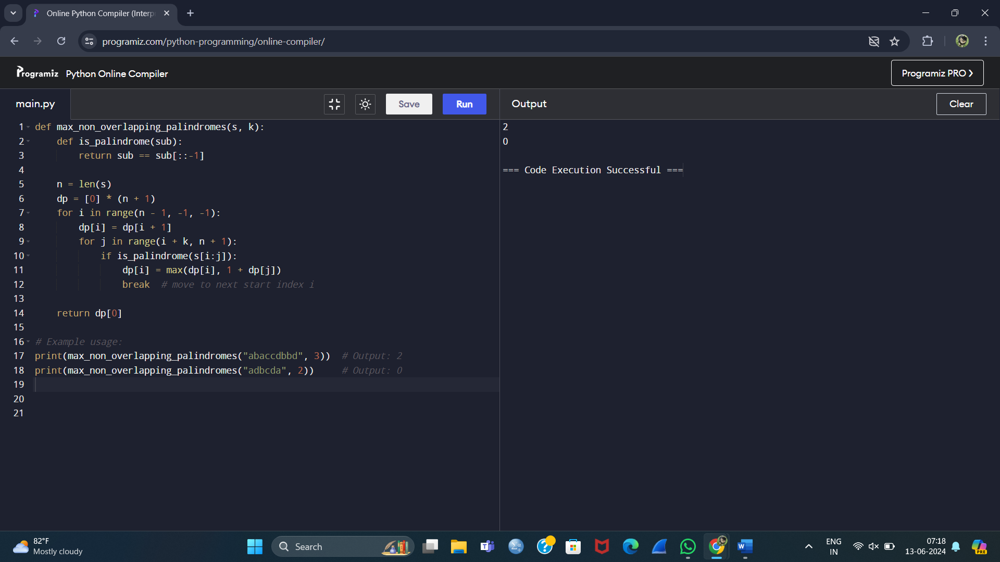 Online Python Compiler (Interp
programiz.com/python-programming/online-compiler/
Programiz Python Online Compiler
Programiz PRO
main.py
Save
Run
Output
Clear
1 def max_non_overlapping_palindromes(s, k):
2     def is_palindrome(sub):
3         return sub == sub[::-1]
4
5     n = len(s)
6     dp = [0] * (n + 1)
7     for i in range(n - 1, -1, -1):
8         dp[i] = dp[i + 1]
9         for j in range(i + k, n + 1):
10             if is_palindrome(s[i:j]):
11                 dp[i] = max(dp[i], 1 + dp[j])
12                 break  # move to next start index i
13
14     return dp[0]
15
16 # Example usage:
17 print(max_non_overlapping_palindromes("abaccdbbd", 3))  # Output: 2
18 print(max_non_overlapping_palindromes("adbcda", 2))     # Output: 0
19
20
21
2
0
=== Code Execution Successful ===
82°F
Mostly cloudy
Search
ENG
IN
07:18
13-06-2024
PRE